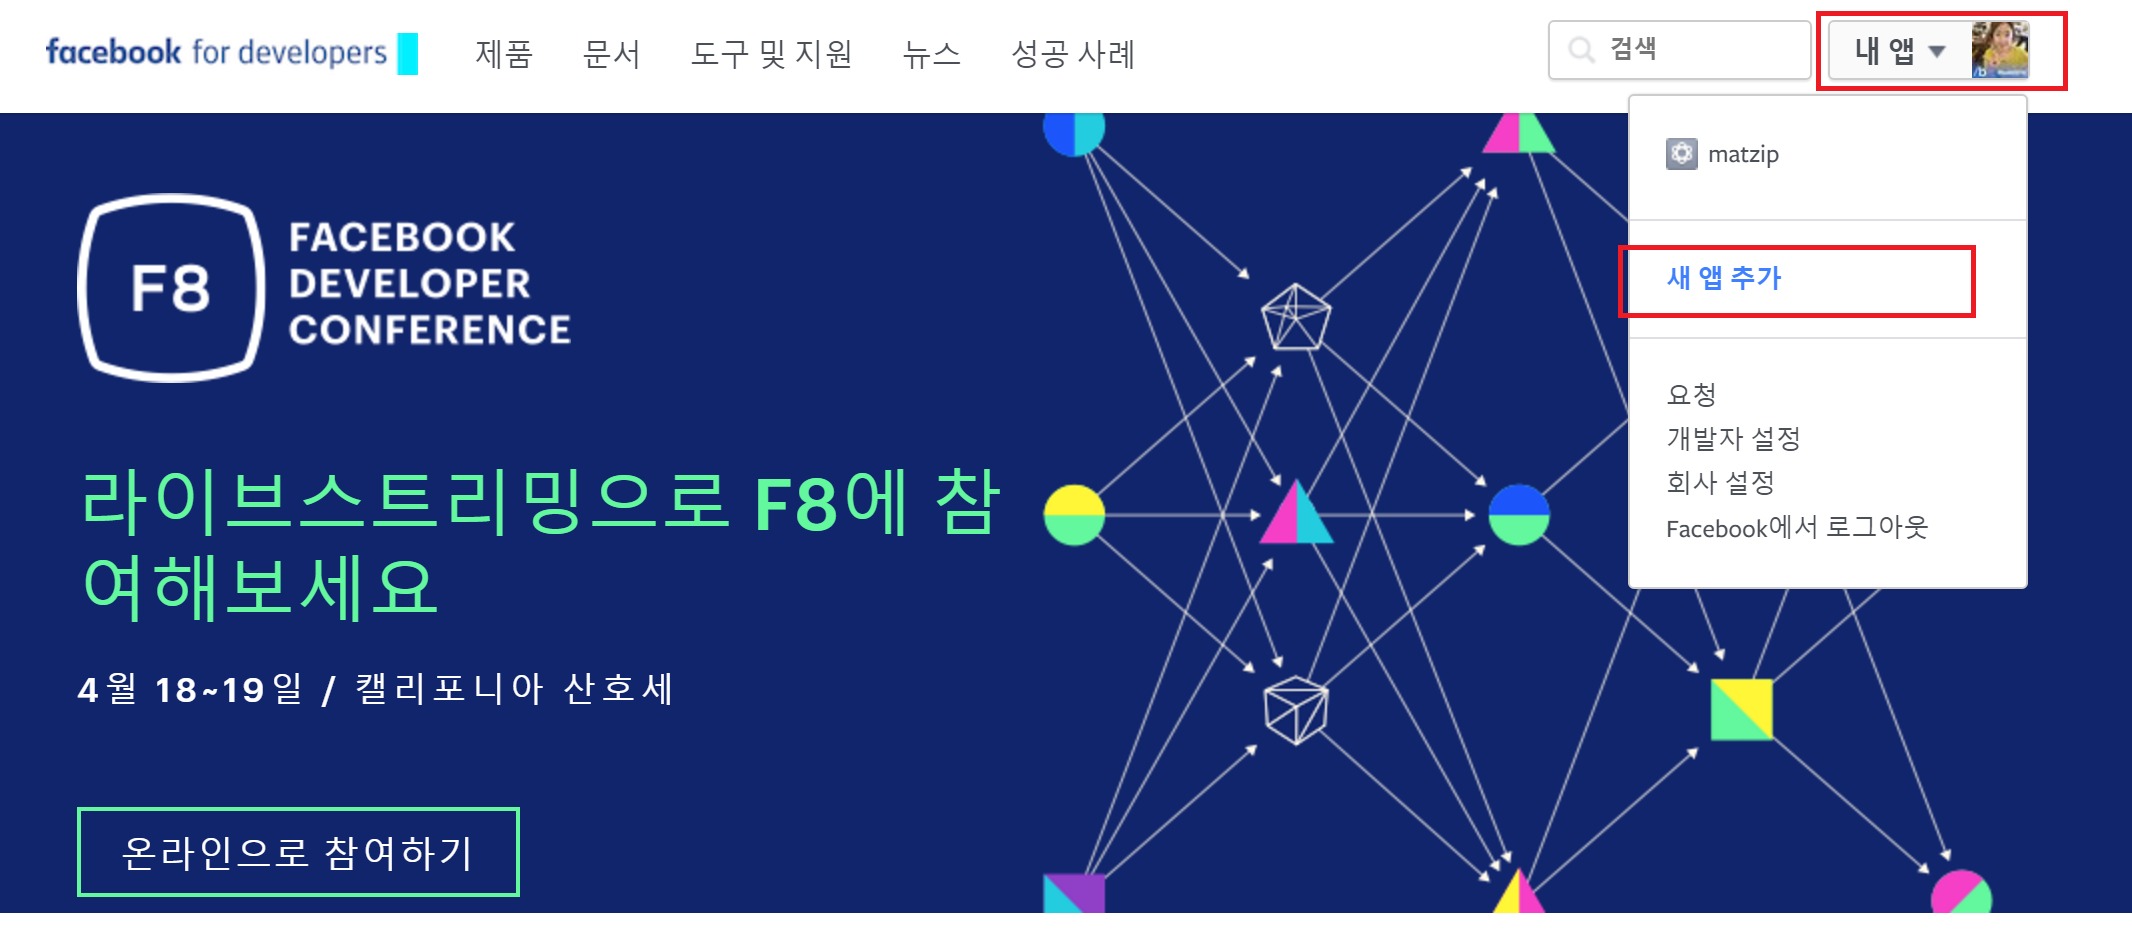 facebook for developers 제품 문서 도구 및 지원 뉴스 성공 사례 검색 내 앱
matzip
새 앱 추가
요청
개발자 설정
회사 설정
Facebook에서 로그아웃
F8
FACEBOOK
DEVELOPER
CONFERENCE
라이브스트리밍으로 F8에 참
여해보세요
4월 18~19일 / 캘리포니아 산호세
온라인으로 참여하기